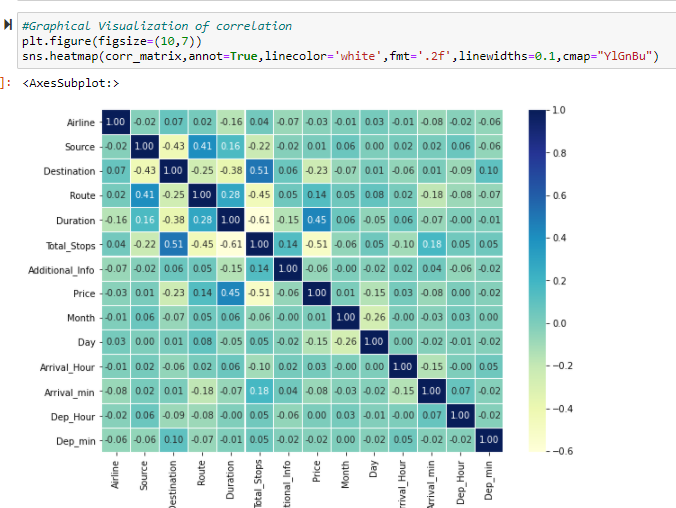 #Graphical Visualization of correlation
plt.figure(figsize=(10,7))
sns.heatmap(corr_matrix,annot=True,linecolor='white',fmt='.2f',linewidths=0.1,cmap="YlGnBu")
]: <AxesSubplot:>
Airline 1.00 -0.02 0.07 0.02 -0.16 0.04 -0.07 -0.03 -0.01 0.03 -0.01 -0.08 -0.02 -0.06
Source -0.02 1.00 -0.43 0.41 0.16 -0.22 -0.02 0.01 0.06 0.00 0.02 0.02 0.06 -0.06
Destination 0.07 -0.43 1.00 -0.25 -0.38 0.51 0.06 -0.23 -0.07 0.01 -0.06 0.01 -0.09 0.10
Route 0.02 0.41 -0.25 1.00 0.28 -0.45 0.05 0.14 0.05 0.08 0.02 -0.18 -0.08 -0.07
Duration -0.16 0.16 -0.38 0.28 1.00 -0.61 -0.15 0.45 0.06 -0.05 0.06 -0.07 -0.00 -0.01
Total_Stops 0.04 -0.22 0.51 -0.45 -0.61 1.00 0.14 -0.51 -0.06 0.05 -0.10 0.18 0.05 0.05
Additional_Info -0.07 -0.02 0.06 0.05 -0.15 0.14 1.00 -0.06 -0.00 -0.02 0.02 0.04 -0.06 -0.02
Price -0.03 0.01 -0.23 0.14 0.45 -0.51 -0.06 1.00 0.01 -0.15 0.03 -0.08 0.00 -0.02
Month -0.01 0.06 -0.07 0.05 0.06 -0.06 -0.00 0.01 1.00 -0.26 -0.00 -0.03 0.03 0.00
Day 0.03 0.00 0.01 0.08 -0.05 0.05 -0.02 -0.15 -0.26 1.00 0.00 -0.02 -0.01 -0.02
Arrival_Hour -0.01 0.02 -0.06 0.02 0.06 -0.10 0.02 0.03 -0.00 0.00 1.00 -0.15 -0.00 0.05
Arrival_min -0.08 0.02 0.01 -0.18 -0.07 0.18 0.04 -0.08 -0.03 -0.02 -0.15 1.00 0.07 -0.02
Dep_Hour -0.02 0.06 -0.09 -0.08 -0.00 0.05 -0.06 0.00 0.03 -0.01 -0.00 0.07 1.00 -0.02
Dep_min -0.06 -0.06 0.10 -0.07 -0.01 0.05 -0.02 -0.02 0.00 -0.02 0.05 -0.02 -0.02 1.00
Airline
Source
Destination
Route
Duration
Total_Stops
tional_Info
Price
Month
Day
rrival_Hour
Arrival_min
Dep_Hour
Dep_min
1.0
0.8
0.6
0.4
0.2
0.0
−0.2
−0.4
−0.6